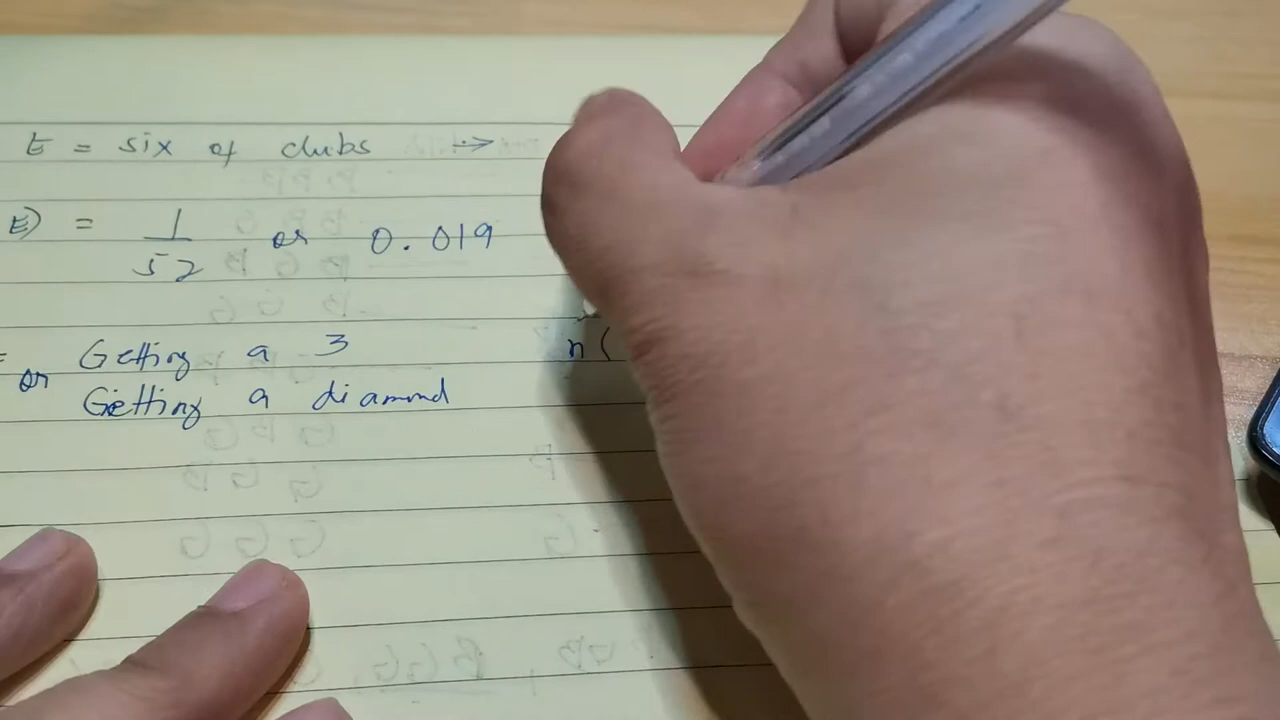 E = six of clubs →
E) = 1/52 or 0.019
= Getting a 3 n(
or Getting a diamond